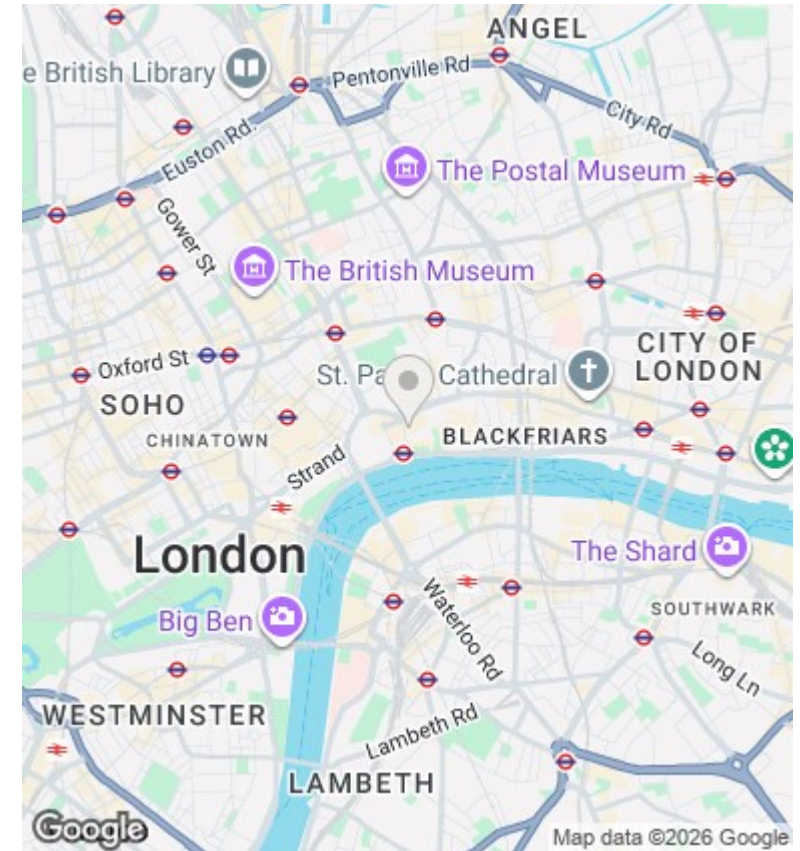 ANGEL
e British Library
Pentonville Rd
City Rd
Euston Rd.
The Postal Museum
Gower St
The British Museum
Oxford St
CITY OF
LONDON
St. Pa Cathedral
SOHO
CHINATOWN
BLACKFRIARS
Strand
London
The Shard
Big Ben
Waterloo Rd
SOUTHWARK
Long Ln
WESTMINSTER
Lambeth Rd
LAMBETH
Google
Map data ©2026 Google